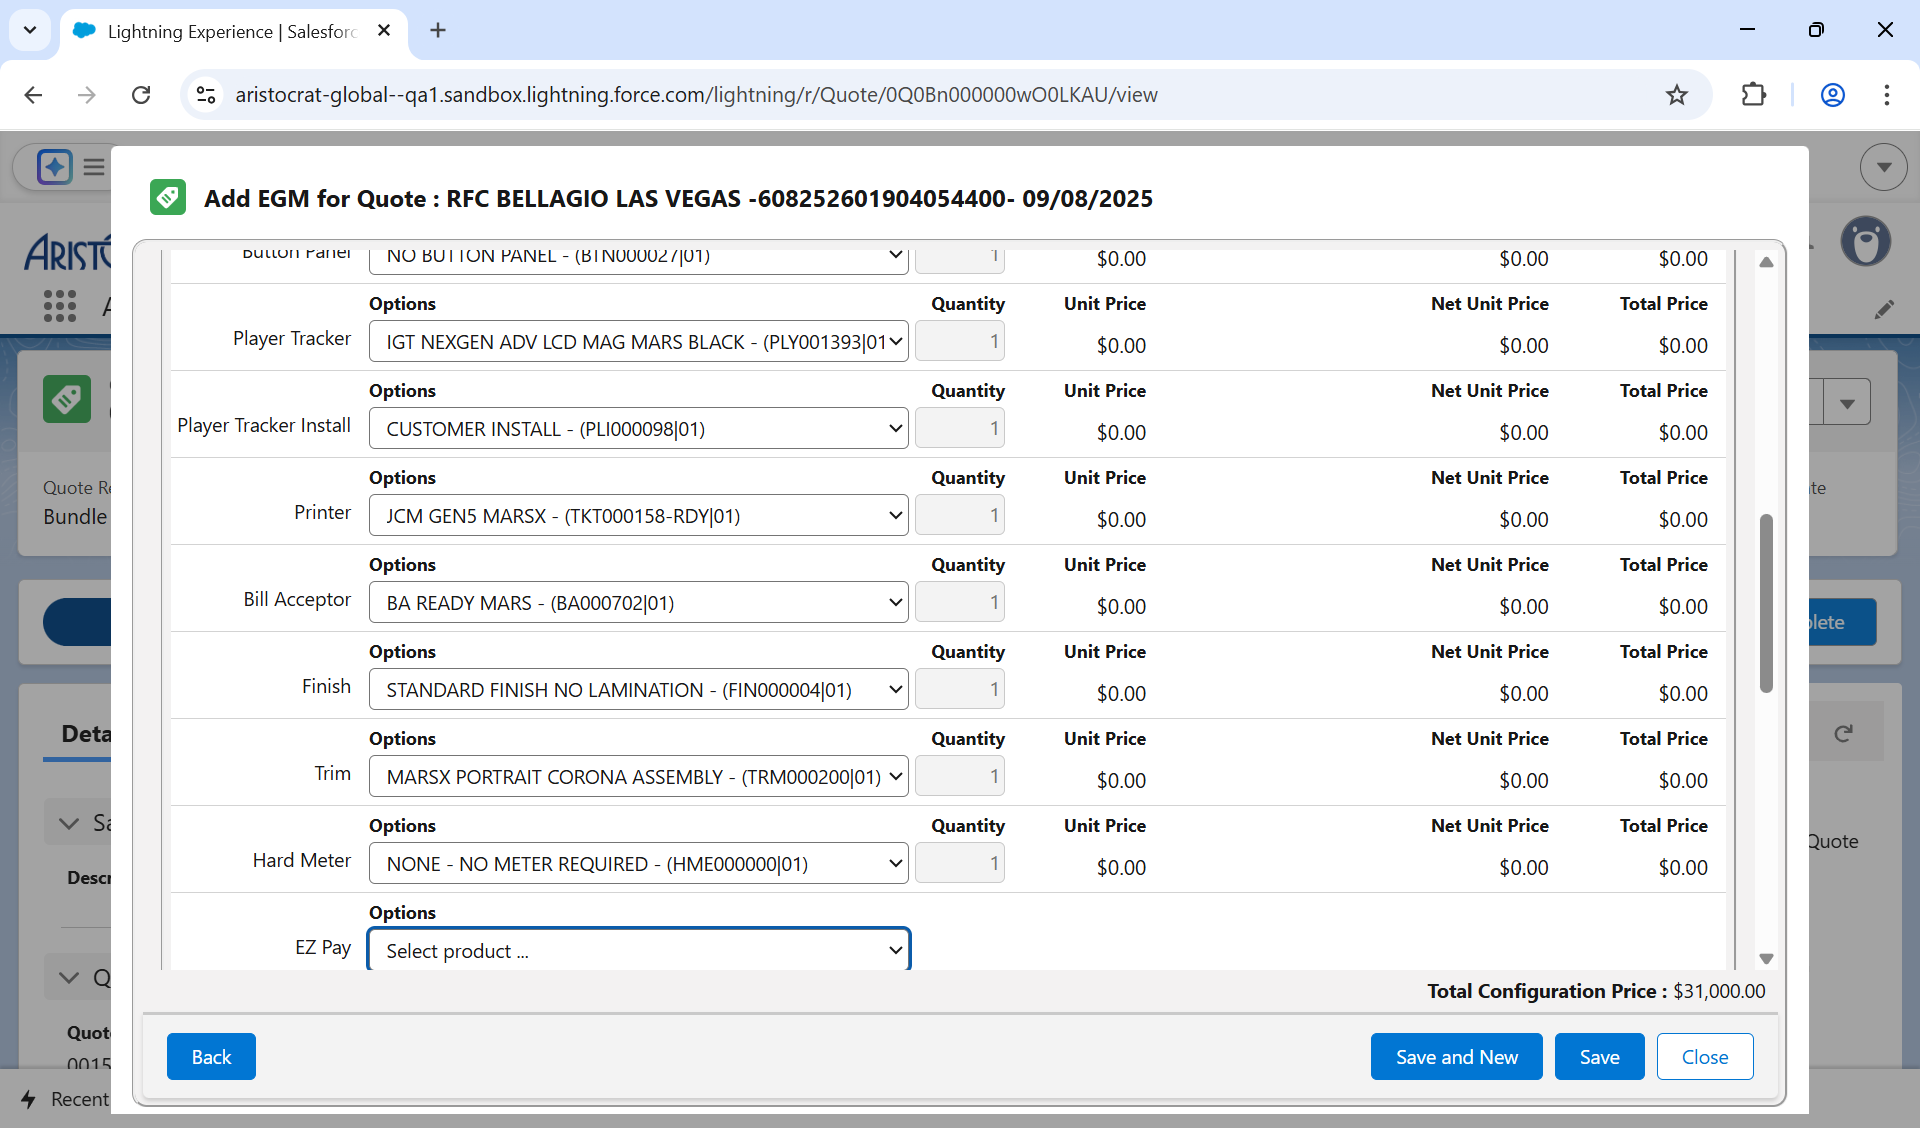 Lightning Experience | Salesforc
aristocrat-global--qa1.sandbox.lightning.force.com/lightning/r/Quote/0Q0Bn000000wO0LKAU/view
Add EGM for Quote : RFC BELLAGIO LAS VEGAS -608252601904054400- 09/08/2025
Button Panel NO BUTTON PANEL - (BTN000027|01) 1 $0.00 $0.00 $0.00
Options Quantity Unit Price Net Unit Price Total Price
Player Tracker IGT NEXGEN ADV LCD MAG MARS BLACK - (PLY001393|01 1 $0.00 $0.00 $0.00
Options Quantity Unit Price Net Unit Price Total Price
Player Tracker Install CUSTOMER INSTALL - (PLI000098|01) 1 $0.00 $0.00 $0.00
Options Quantity Unit Price Net Unit Price Total Price
Printer JCM GEN5 MARSX - (TKT000158-RDY|01) 1 $0.00 $0.00 $0.00
Options Quantity Unit Price Net Unit Price Total Price
Bill Acceptor BA READY MARS - (BA000702|01) 1 $0.00 $0.00 $0.00
Options Quantity Unit Price Net Unit Price Total Price
Finish STANDARD FINISH NO LAMINATION - (FIN000004|01) 1 $0.00 $0.00 $0.00
Options Quantity Unit Price Net Unit Price Total Price
Trim MARSX PORTRAIT CORONA ASSEMBLY - (TRM000200|01) 1 $0.00 $0.00 $0.00
Options Quantity Unit Price Net Unit Price Total Price
Hard Meter NONE - NO METER REQUIRED - (HME000000|01) 1 $0.00 $0.00 $0.00
Options
EZ Pay Select product ...
Total Configuration Price : $31,000.00
Back Save and New Save Close
ARISTO
A
Quote Re
Bundle
Deta
Sa
Descr
Q
Quot
0015
Recent
te
lete
Quote